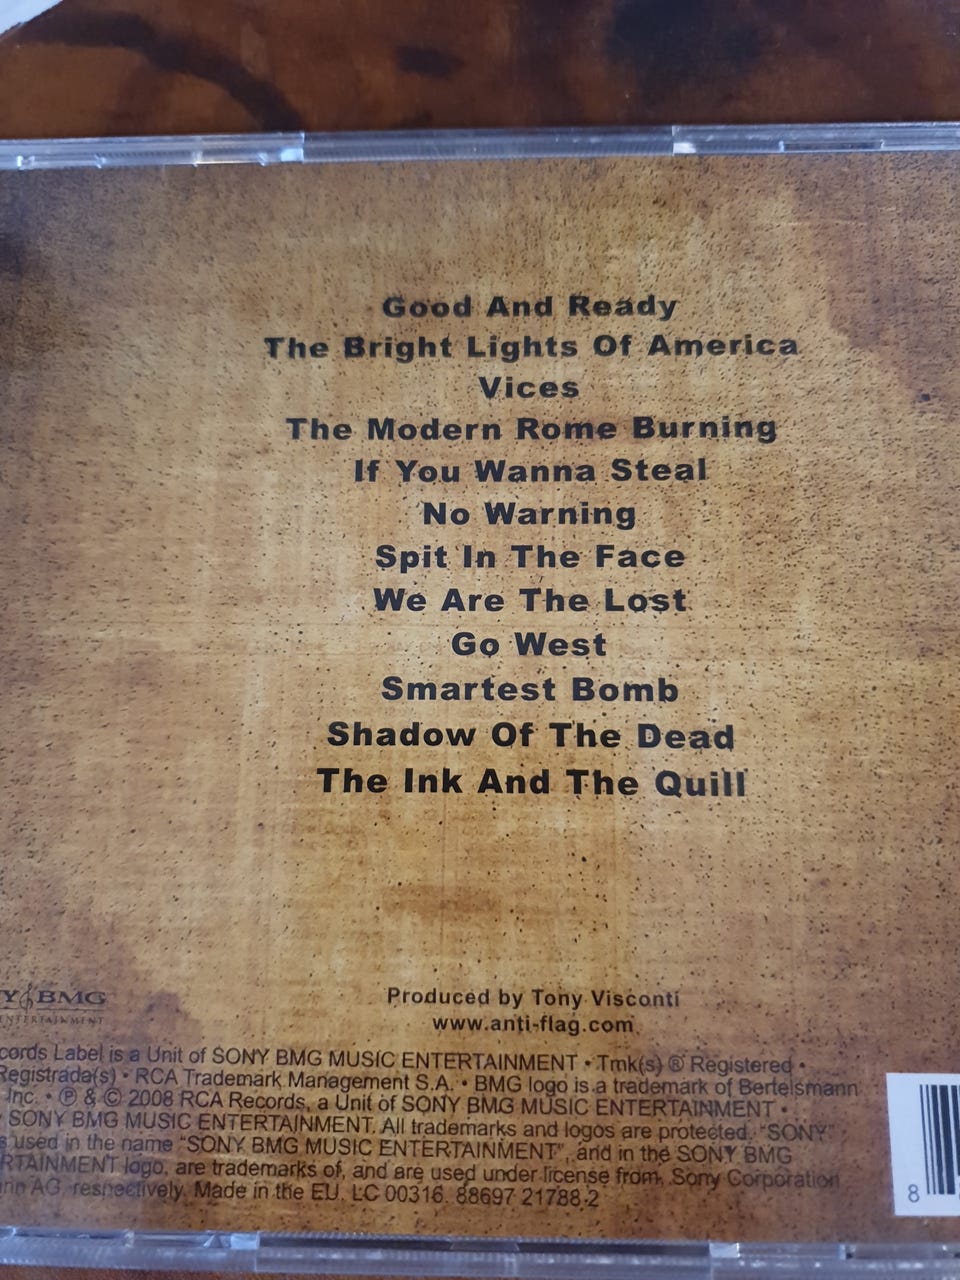 Good And Ready
The Bright Lights Of America
Vices
The Modern Rome Burning
If You Wanna Steal
No Warning
Spit In The Face
We Are The Lost
Go West
Smartest Bomb
Shadow Of The Dead
The Ink And The Quill
Y BMG
ENTERTAINMENT
Produced by Tony Visconti
www.anti-flag.com
cords Label is a Unit of SONY BMG MUSIC ENTERTAINMENT • Tmk(s) ® Registered •
Registrada(s) • RCA Trademark Management S.A. • BMG logo is a trademark of Bertelsmann
Inc. • ℗ & © 2008 RCA Records, a Unit of SONY BMG MUSIC ENTERTAINMENT •
SONY BMG MUSIC ENTERTAINMENT. All trademarks and logos are protected. "SONY"
s used in the name "SONY BMG MUSIC ENTERTAINMENT", and in the SONY BMG
RTAINMENT logo, are trademarks of, and are used under license from, Sony Corporation
nn AG respectively. Made in the EU. LC 00316. 88697 21788 2
8